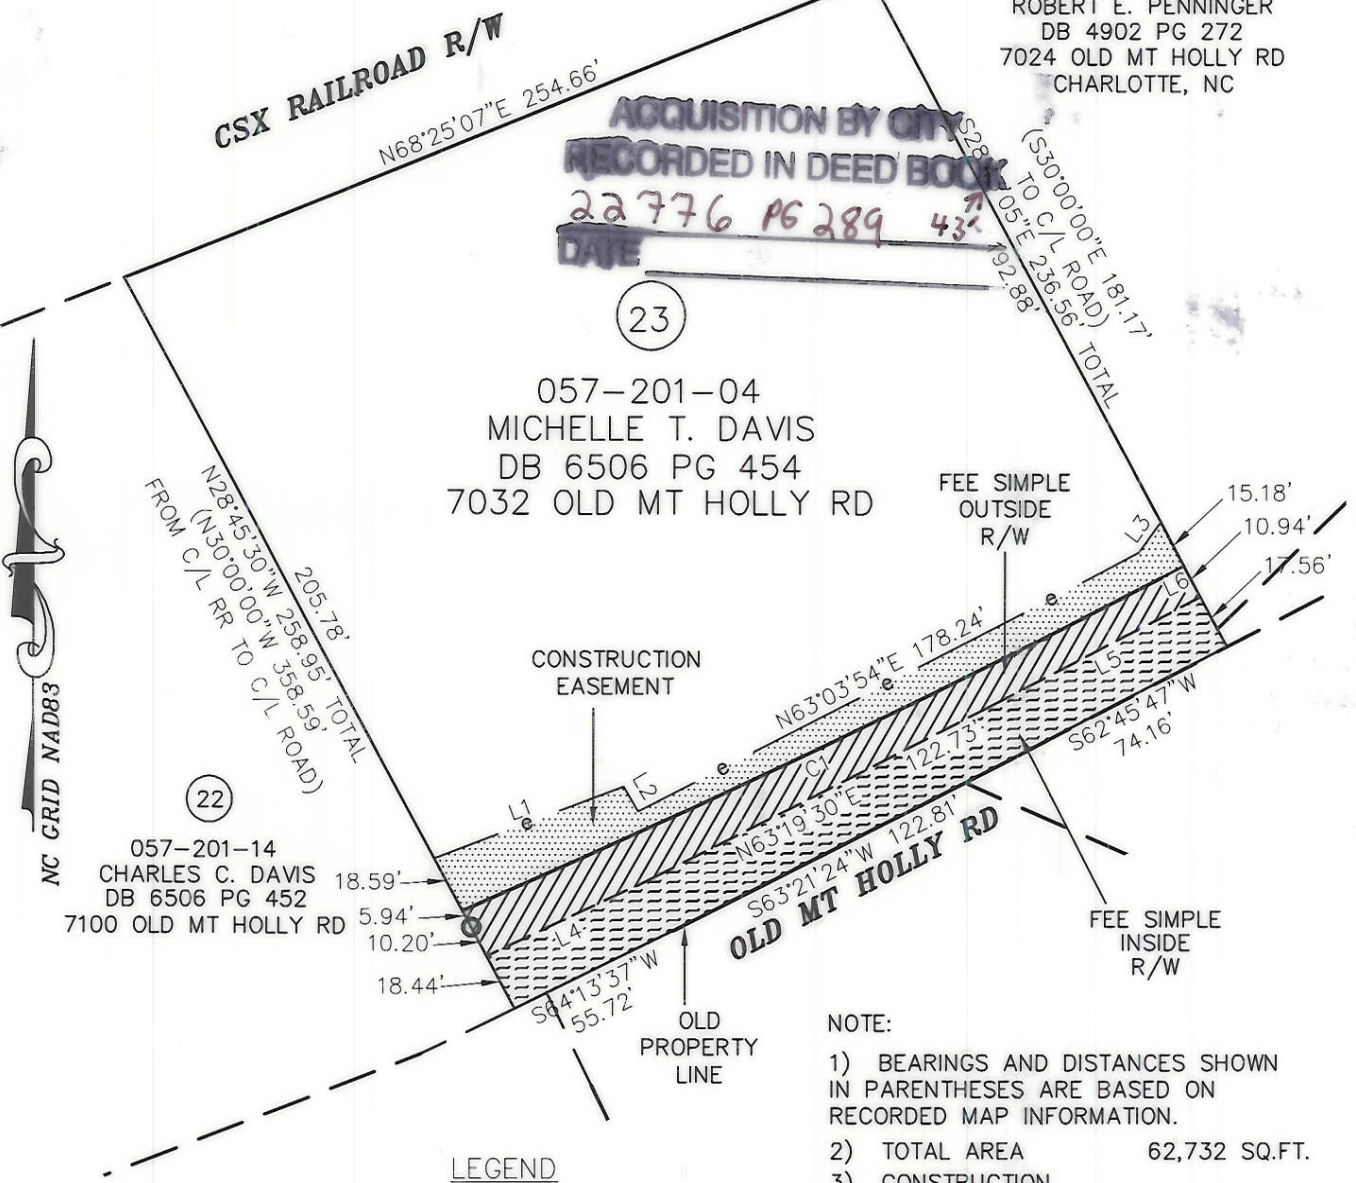 ROBERT E. PENNINGER
DB 4902 PG 272
7024 OLD MT HOLLY RD
CHARLOTTE, NC
CSX RAILROAD R/W
N68°25'07"E 254.66'
ACQUISITION BY CITY
RECORDED IN DEED BOOK
22776 PG 289 43
DATE
S28 05"E 236.56' TOTAL
192.88'
(S30°00'00"E 181.17'
TO C/L ROAD)
23
057-201-04
MICHELLE T. DAVIS
DB 6506 PG 454
7032 OLD MT HOLLY RD
N28°45'30"W 258.95' TOTAL
205.78'
(N30°00'00"W 358.59'
FROM C/L RR TO C/L ROAD)
NC GRID NAD83
FEE SIMPLE
OUTSIDE
R/W
L3
15.18'
10.94'
17.56'
L6
e
N63°03'54"E 178.24'
e
L5
CONSTRUCTION
EASEMENT
S62°45'47"W
74.16'
e
C1
122.73'
L2
L1
e
N63°19'30"E
S63°21'24"W 122.81'
OLD MT HOLLY RD
22
057-201-14
CHARLES C. DAVIS
DB 6506 PG 452
7100 OLD MT HOLLY RD
18.59'
5.94'
10.20'
L4
18.44'
S64°13'37"W
55.72'
FEE SIMPLE
INSIDE
R/W
OLD
PROPERTY
LINE
NOTE:
1) BEARINGS AND DISTANCES SHOWN
IN PARENTHESES ARE BASED ON
RECORDED MAP INFORMATION.
2) TOTAL AREA 62,732 SQ.FT.
3) CONSTRUCTION
LEGEND